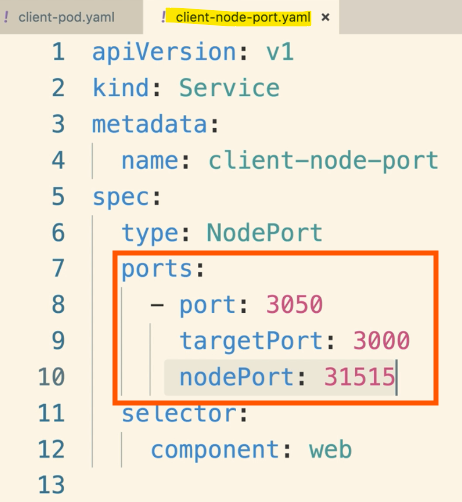 ! client-pod.yaml ! client-node-port.yaml ×
1 apiVersion: v1
2 kind: Service
3 metadata:
4 name: client-node-port
5 spec:
6 type: NodePort
7 ports:
8 - port: 3050
9 targetPort: 3000
10 nodePort: 31515
11 selector:
12 component: web
13